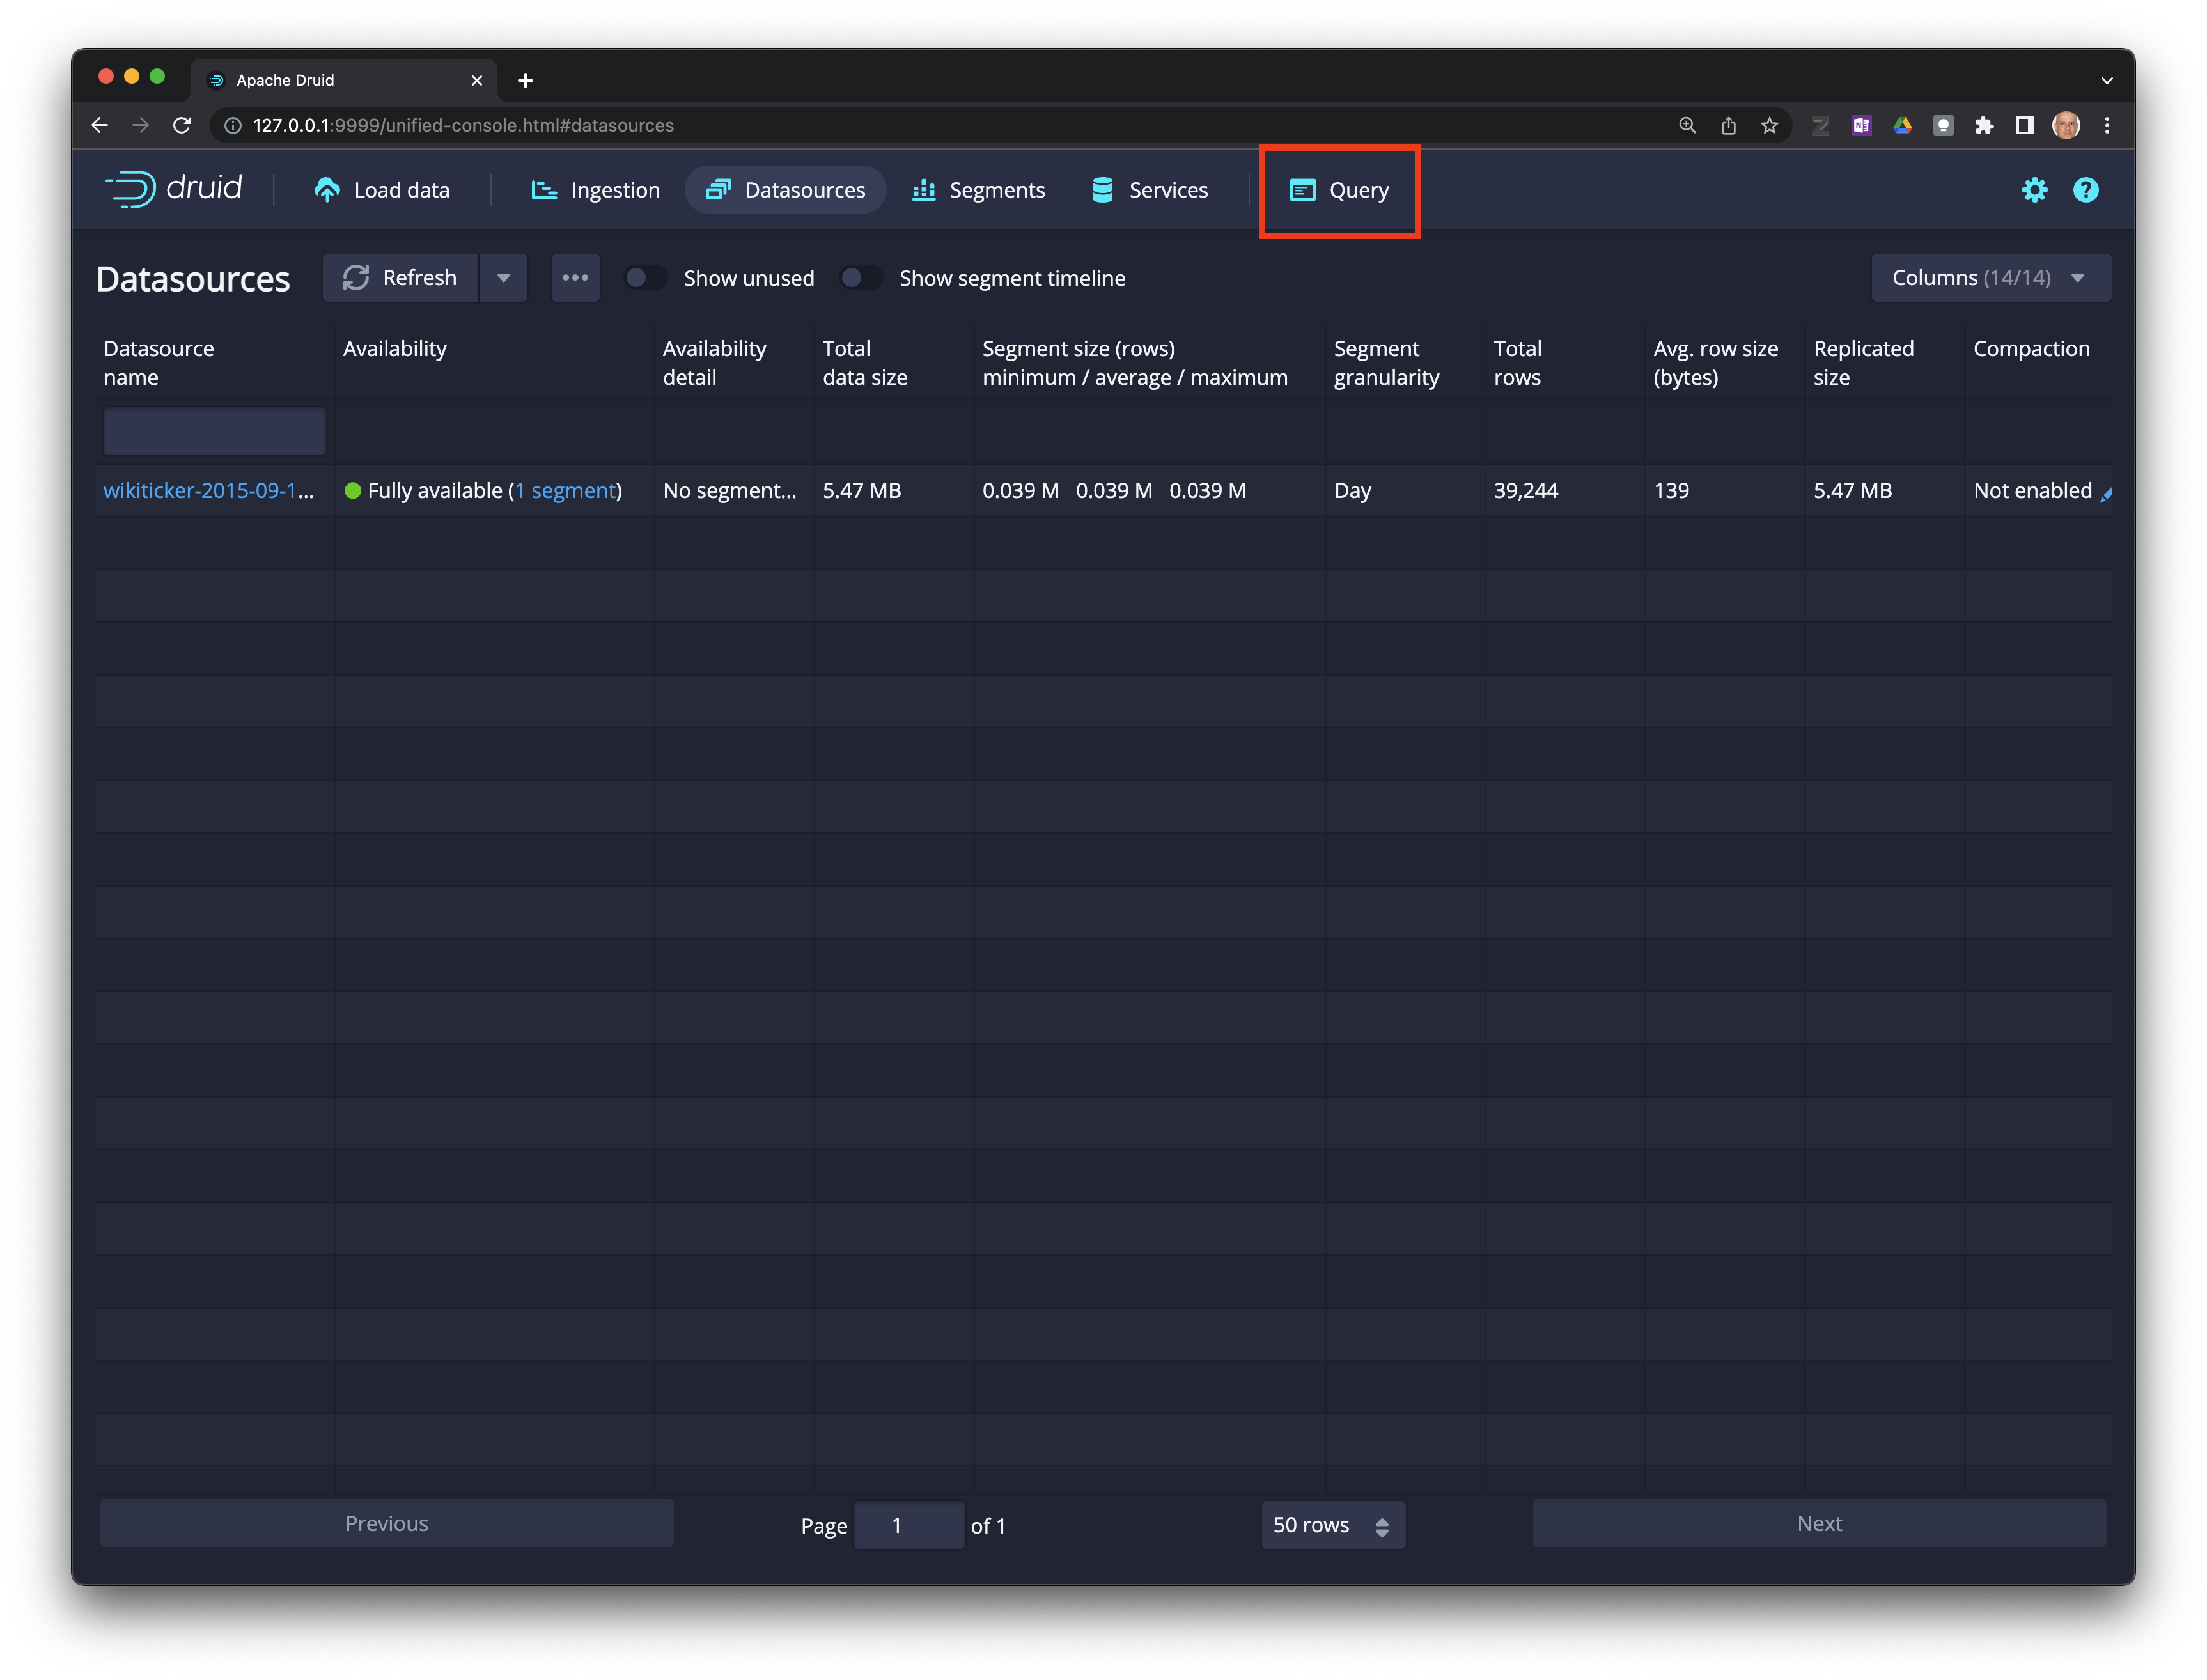 Apache Druid
127.0.0.1:9999/unified-console.html#datasources
druid Load data Ingestion Datasources Segments Services Query
Datasources Refresh Show unused Show segment timeline Columns (14/14)
Datasource name Availability Availability detail Total data size Segment size (rows) minimum / average / maximum Segment granularity Total rows Avg. row size (bytes) Replicated size Compaction
wikiticker-2015-09-1... Fully available (1 segment) No segment... 5.47 MB 0.039 M 0.039 M 0.039 M Day 39,244 139 5.47 MB Not enabled
Previous Page 1 of 1 50 rows Next